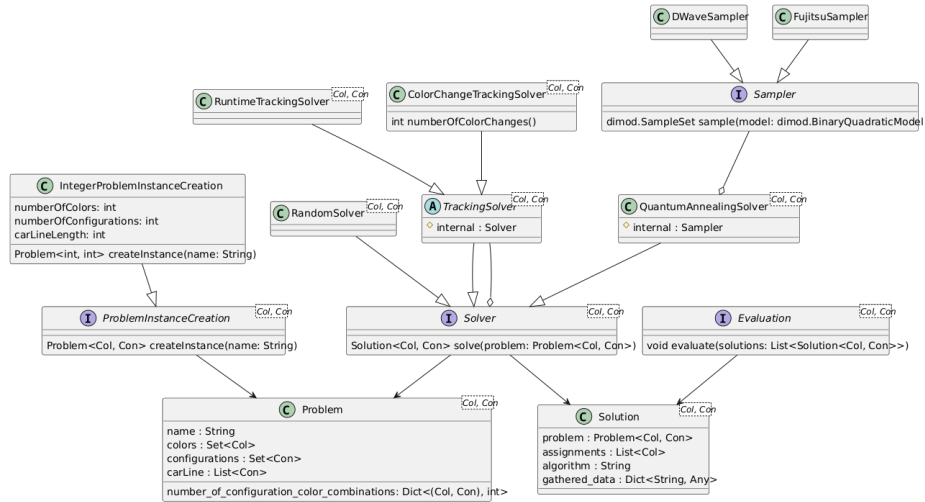 C DWaveSampler
C FujitsuSampler
C RuntimeTrackingSolver
Col, Con
C ColorChangeTrackingSolver
Col, Con
int numberOfColorChanges()
I Sampler
dimod.SampleSet sample(model: dimod.BinaryQuadraticModel
C IntegerProblemInstanceCreation
numberOfColors: int
numberOfConfigurations: int
carLineLength: int
Problem<int, int> createInstance(name: String)
C RandomSolver
Col, Con
A TrackingSolver
Col, Con
internal : Solver
C QuantumAnnealingSolver
Col, Con
internal : Sampler
I ProblemInstanceCreation
Col, Con
Problem<Col, Con> createInstance(name: String)
I Solver
Col, Con
Solution<Col, Con> solve(problem: Problem<Col, Con>)
I Evaluation
Col, Con
void evaluate(solutions: List<Solution<Col, Con>>)
C Problem
Col, Con
name : String
colors : Set<Col>
configurations : Set<Con>
carLine : List<Con>
number_of_configuration_color_combinations: Dict<(Col, Con), int>
C Solution
Col, Con
problem : Problem<Col, Con>
assignments : List<Col>
algorithm : String
gathered_data : Dict<String, Any>